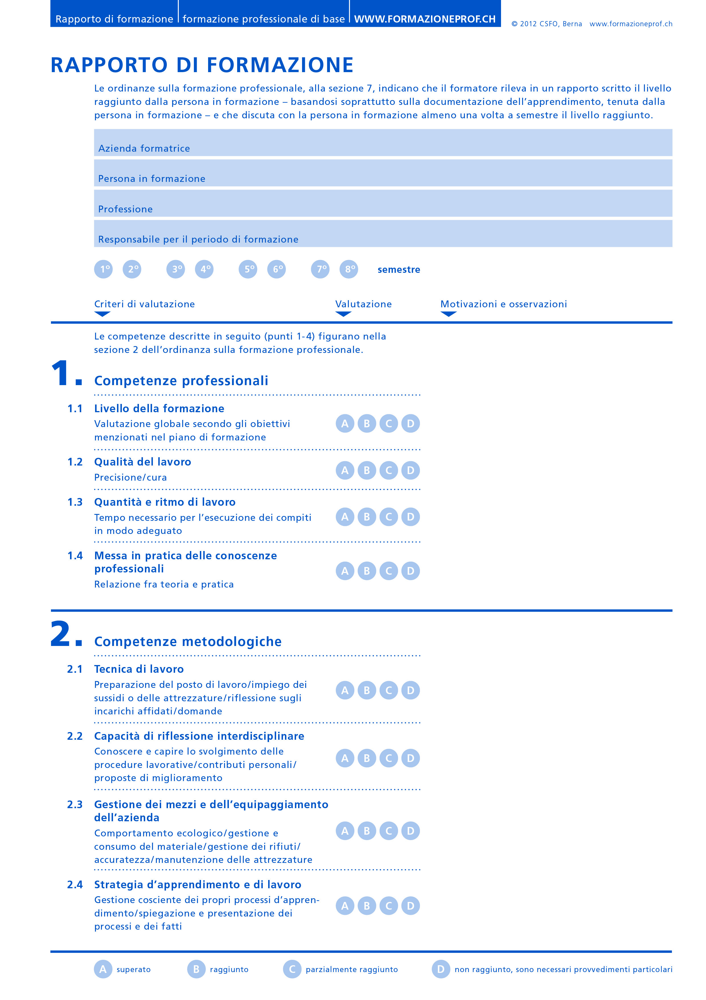 Rapporto di formazione formazione professionale di base WWW.FORMAZIONEPROF.CH © 2012 CSFO, Berna www.formazioneprof.ch
RAPPORTO DI FORMAZIONE
Le ordinanze sulla formazione professionale, alla sezione 7, indicano che il formatore rileva in un rapporto scritto il livello
raggiunto dalla persona in formazione – basandosi soprattutto sulla documentazione dell’apprendimento, tenuta dalla
persona in formazione – e che discuta con la persona in formazione almeno una volta a semestre il livello raggiunto.
Azienda formatrice
Persona in formazione
Professione
Responsabile per il periodo di formazione
1° 2° 3° 4° 5° 6° 7° 8° semestre
Criteri di valutazione Valutazione Motivazioni e osservazioni
Le competenze descritte in seguito (punti 1-4) figurano nella
sezione 2 dell’ordinanza sulla formazione professionale.
1. Competenze professionali
1.1 Livello della formazione
Valutazione globale secondo gli obiettivi
menzionati nel piano di formazione
A B C D
1.2 Qualità del lavoro
Precisione/cura
A B C D
1.3 Quantità e ritmo di lavoro
Tempo necessario per l’esecuzione dei compiti
in modo adeguato
A B C D
1.4 Messa in pratica delle conoscenze
professionali
Relazione fra teoria e pratica
A B C D
2. Competenze metodologiche
2.1 Tecnica di lavoro
Preparazione del posto di lavoro/impiego dei
sussidi o delle attrezzature/riflessione sugli
incarichi affidati/domande
A B C D
2.2 Capacità di riflessione interdisciplinare
Conoscere e capire lo svolgimento delle
procedure lavorative/contributi personali/
proposte di miglioramento
A B C D
2.3 Gestione dei mezzi e dell’equipaggiamento
dell’azienda
Comportamento ecologico/gestione e
consumo del materiale/gestione dei rifiuti/
accuratezza/manutenzione delle attrezzature
A B C D
2.4 Strategia d’apprendimento e di lavoro
Gestione cosciente dei propri processi d’appren-
dimento/spiegazione e presentazione dei
processi e dei fatti
A B C D
A superato B raggiunto C parzialmente raggiunto D non raggiunto, sono necessari provvedimenti particolari